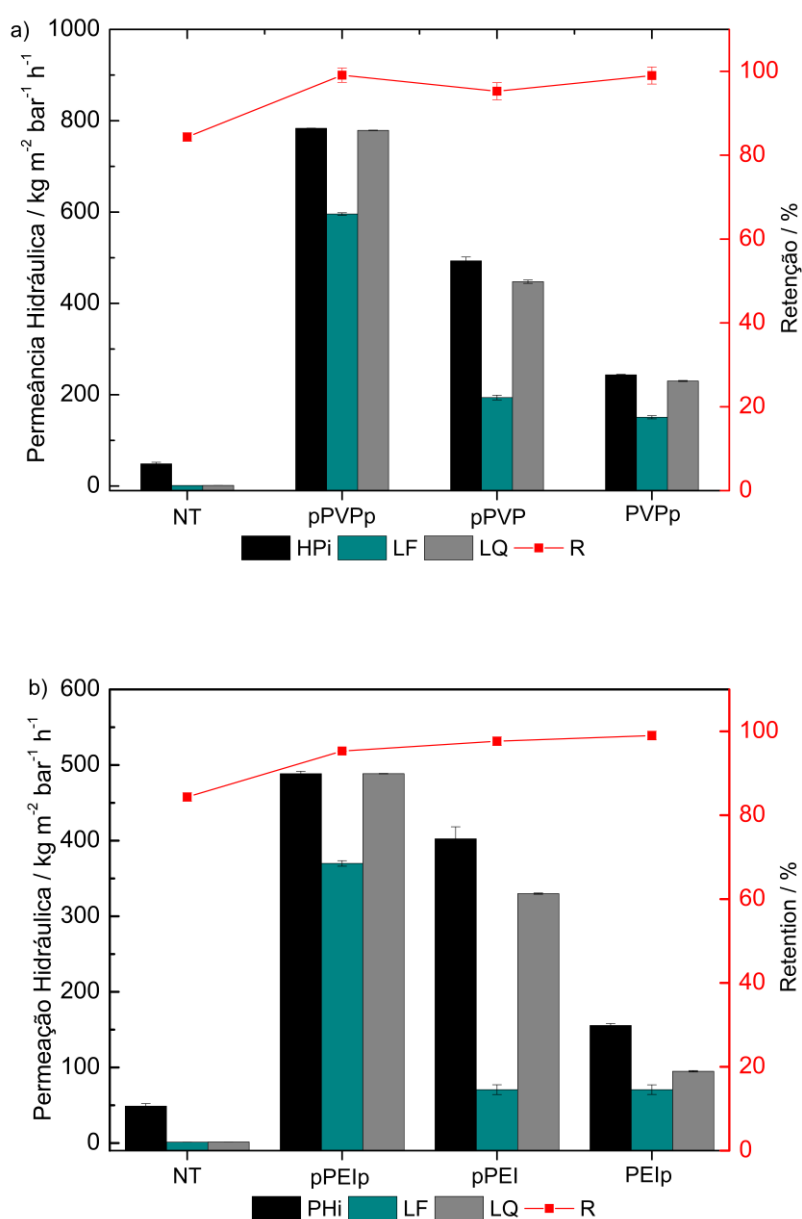 a)
Permeância Hidráulica / kg m⁻² bar⁻¹ h⁻¹
1000
800
600
400
200
0
100
80
60
40
20
0
Retenção / %
NT pPVPp pPVP PVPp
HPi LF LQ R
b)
Permeação Hidráulica / kg m⁻² bar⁻¹ h⁻¹
600
500
400
300
200
100
0
100
80
60
40
20
0
Retention / %
NT pPEIp pPEI PEIp
PHi LF LQ R